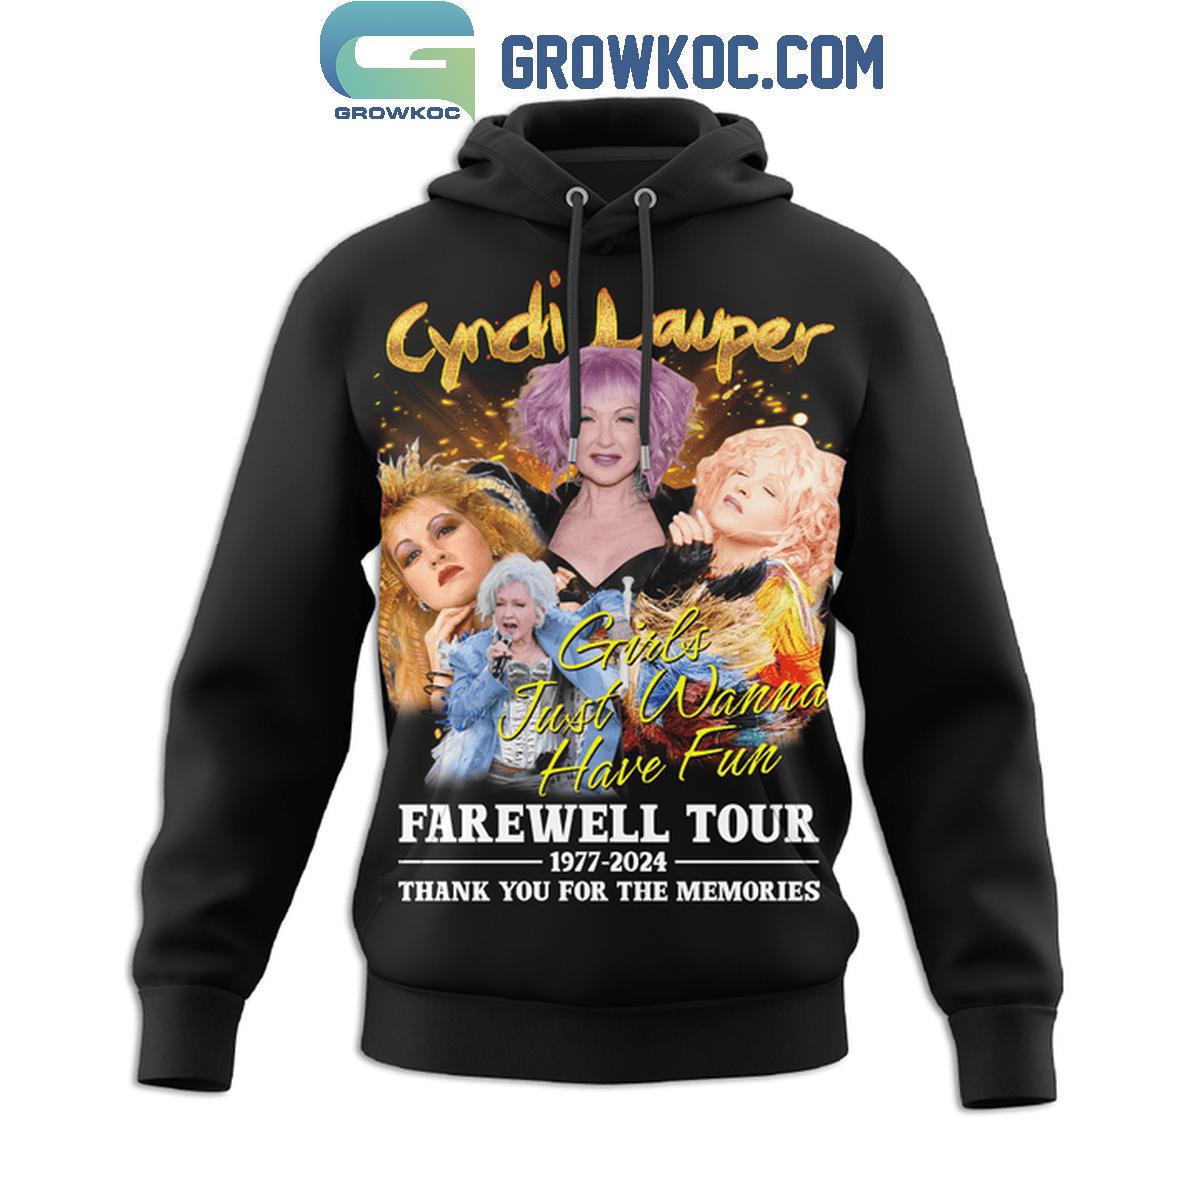 GROWKOC.COM
GROWKOC
Cyndi Lauper
Girls
Just Wanna
Have Fun
FAREWELL TOUR
1977-2024
THANK YOU FOR THE MEMORIES